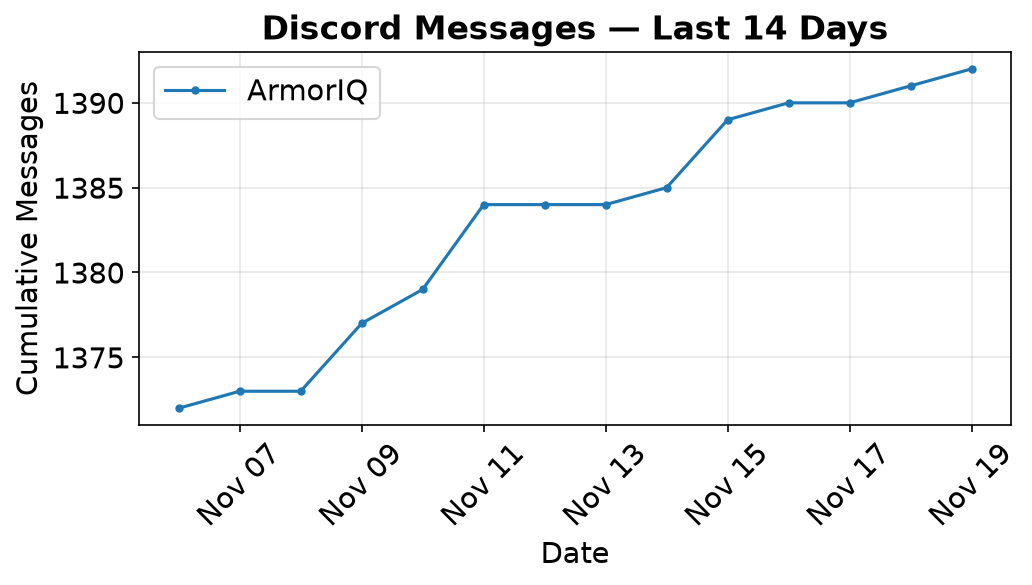 Discord Messages — Last 14 Days
ArmorIQ
Cumulative Messages
1390
1385
1380
1375
Nov 07
Nov 09
Nov 11
Nov 13
Nov 15
Nov 17
Nov 19
Date